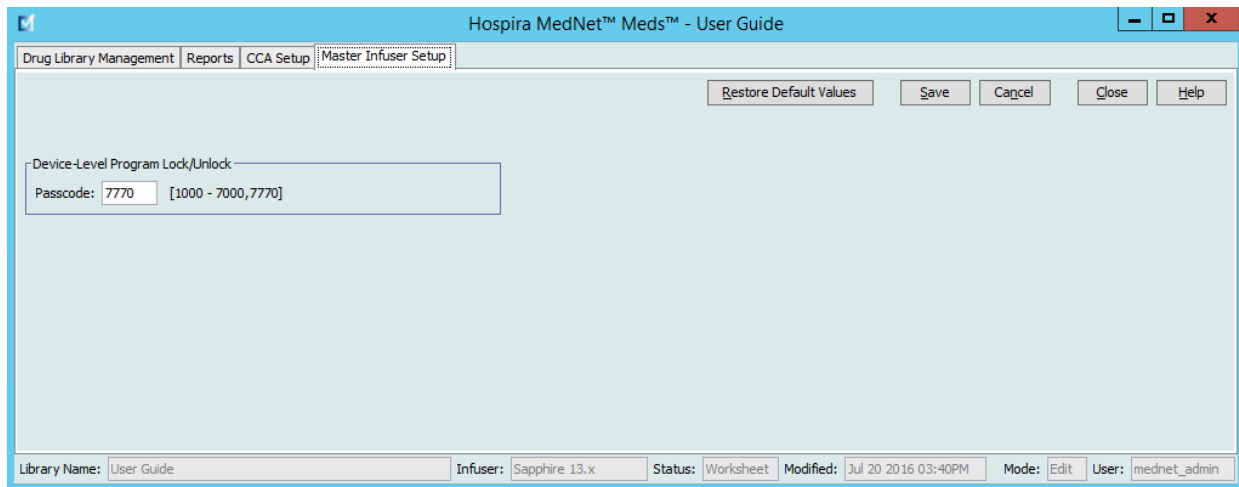 Hospira MedNet™ Meds™ - User Guide
Drug Library Management Reports CCA Setup Master Infuser Setup
Restore Default Values Save Cancel Close Help
Device-Level Program Lock/Unlock
Passcode: 7770 [1000 - 7000,7770]
Library Name: User Guide Infuser: Sapphire 13.x Status: Worksheet Modified: Jul 20 2016 03:40PM Mode: Edit User: mednet_admin